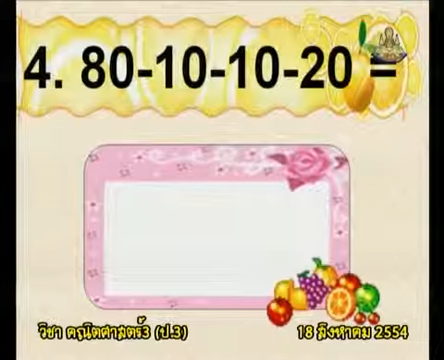 4. 80-10-10-20 =
วิชา คณิตศาสตร์3 (ป.3)
18 สิงหาคม 2554